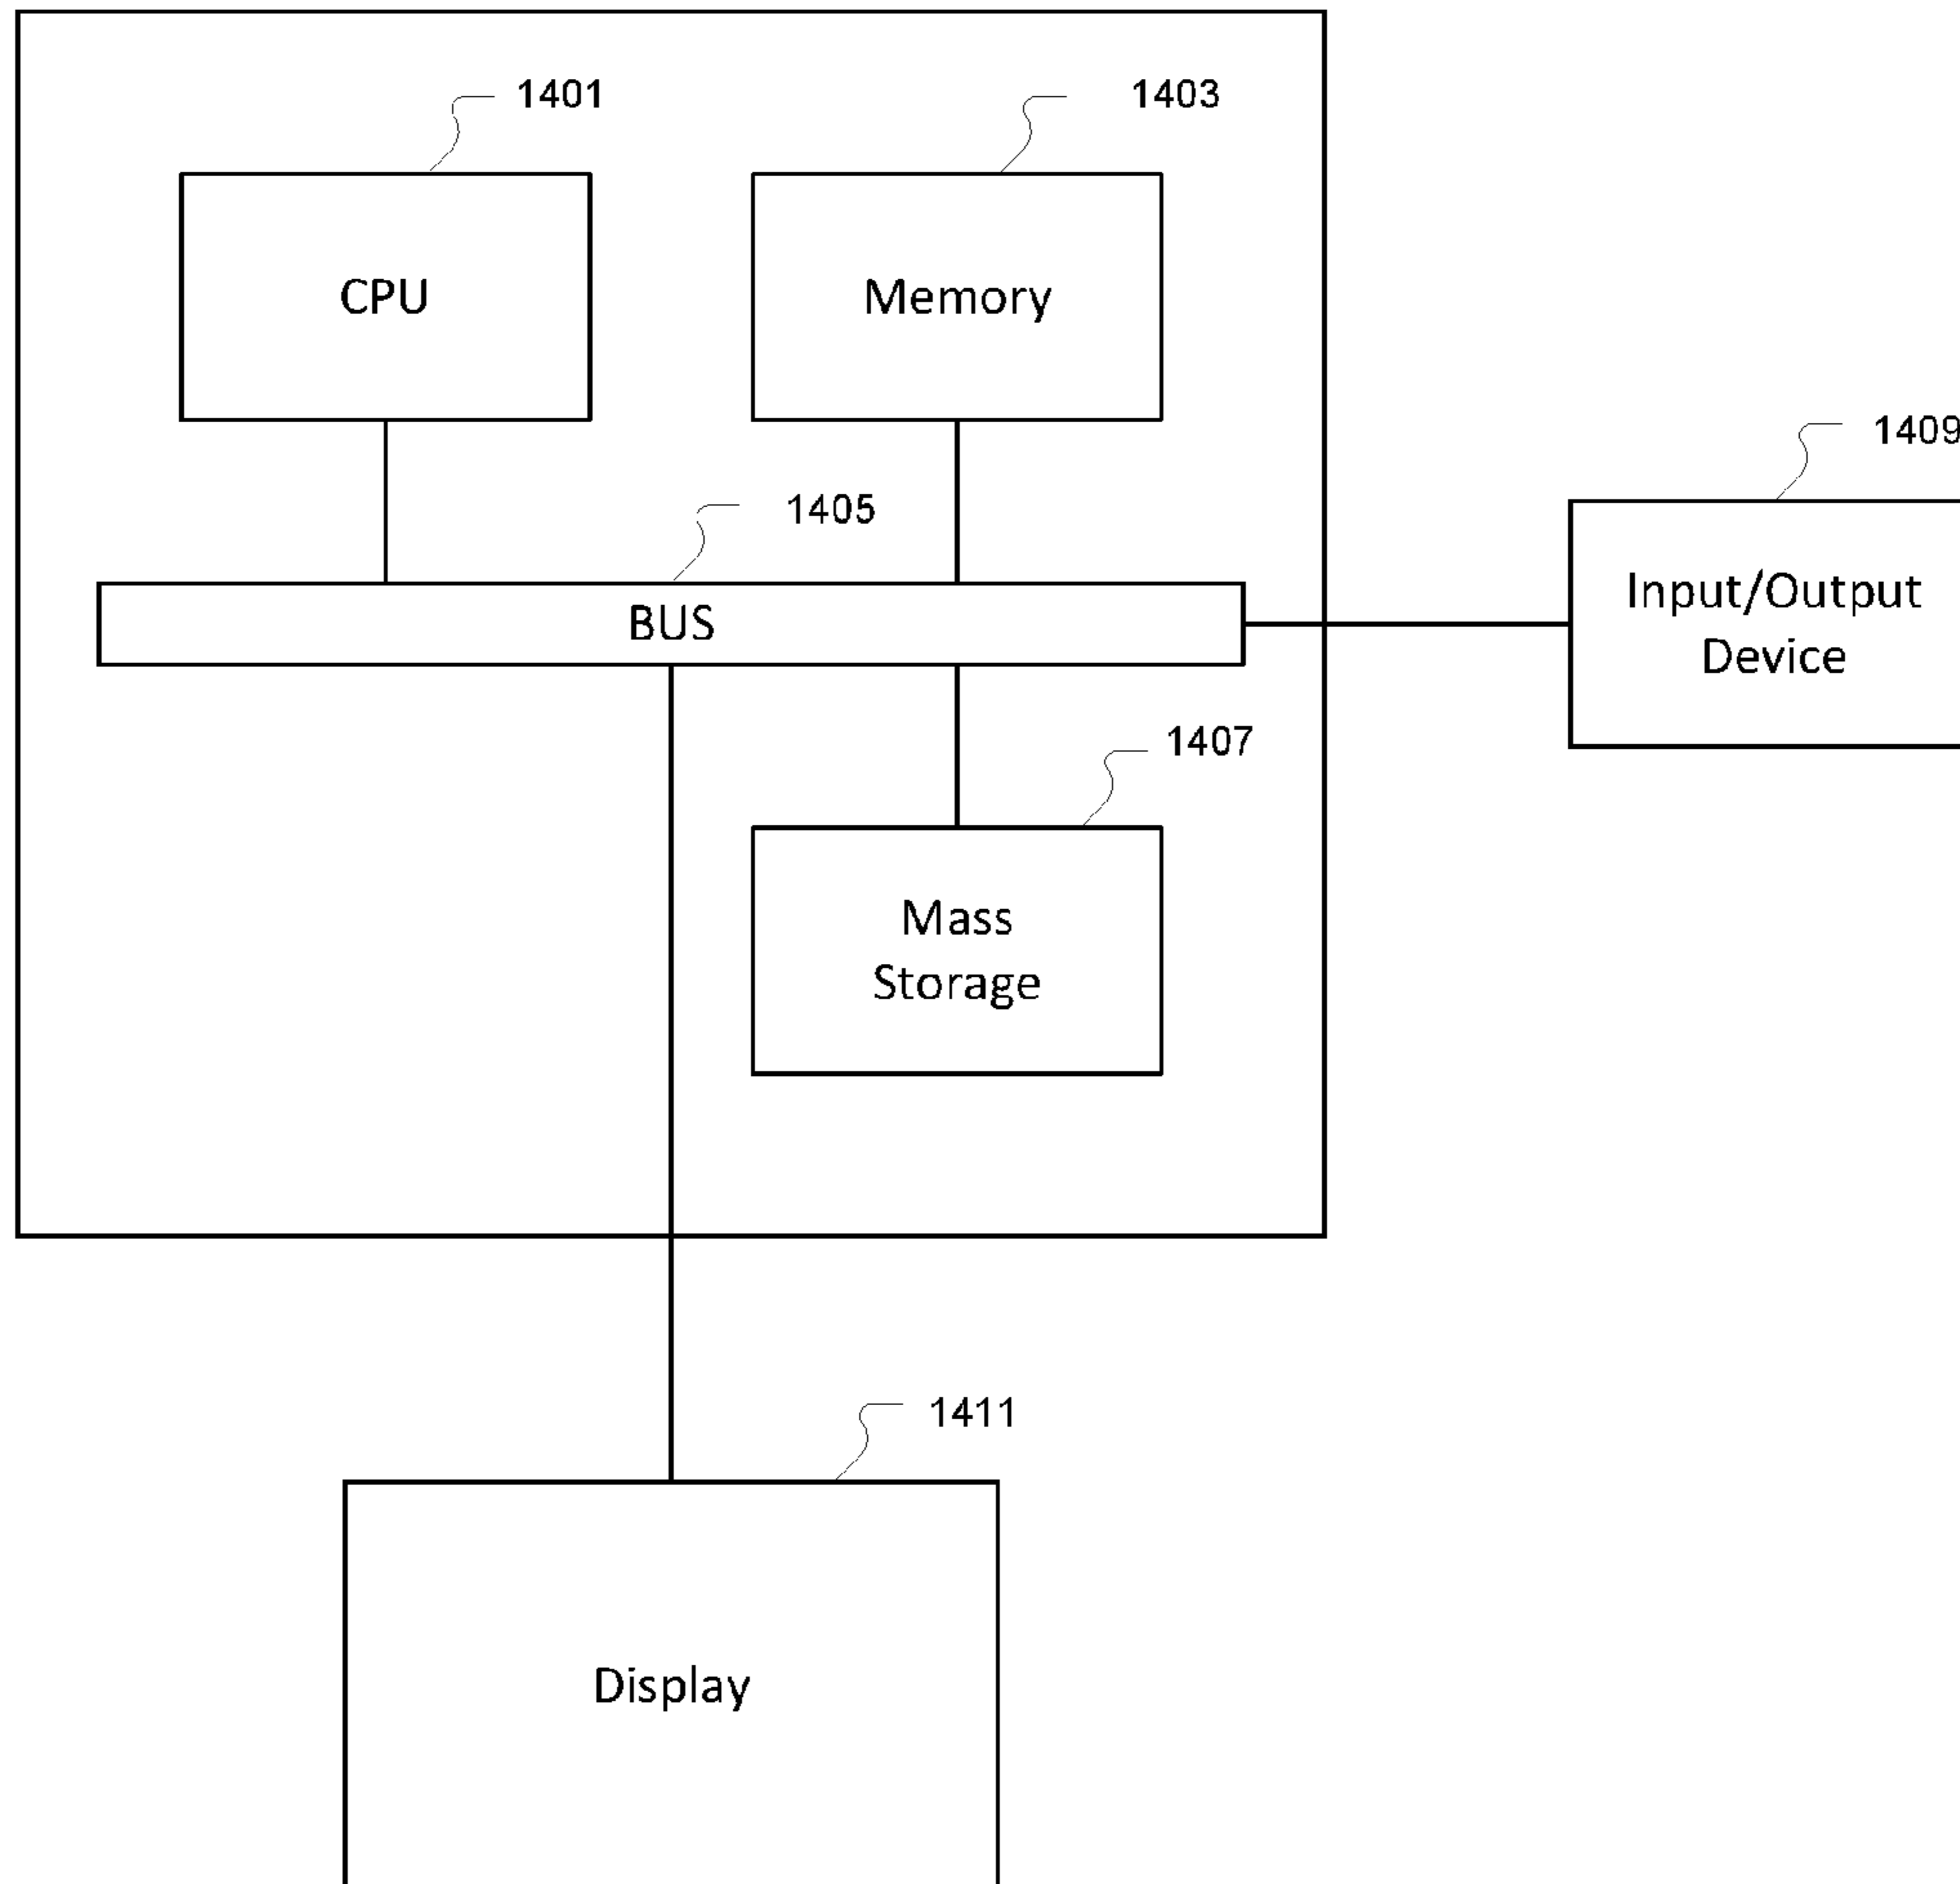 1401
1403
CPU
Memory
1409
1405
Input/Output
Device
BUS
1407
Mass
Storage
1411
Display